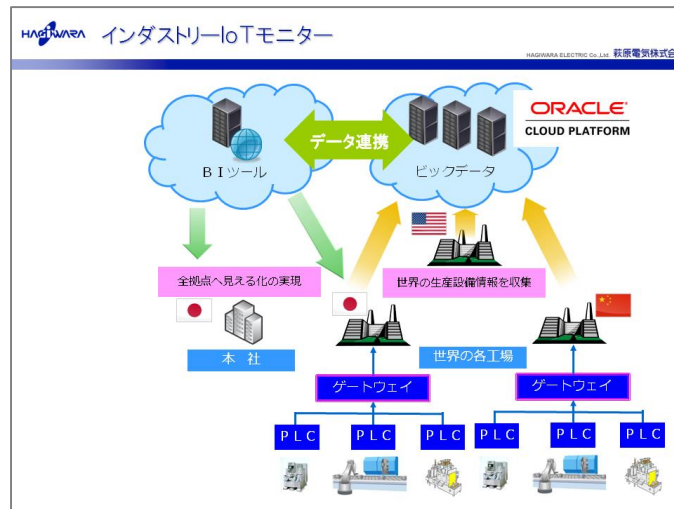 HAGIWARA インダストリーIoTモニター
HAGIWARA ELECTRIC Co.,Ltd. 萩原電気株式会
ORACLE
CLOUD PLATFORM
データ連携
BIツール
ビックデータ
全拠点へ見える化の実現
世界の生産設備情報を収集
本 社
世界の各工場
ゲートウェイ
ゲートウェイ
PLC
PLC
PLC
PLC
PLC
PLC